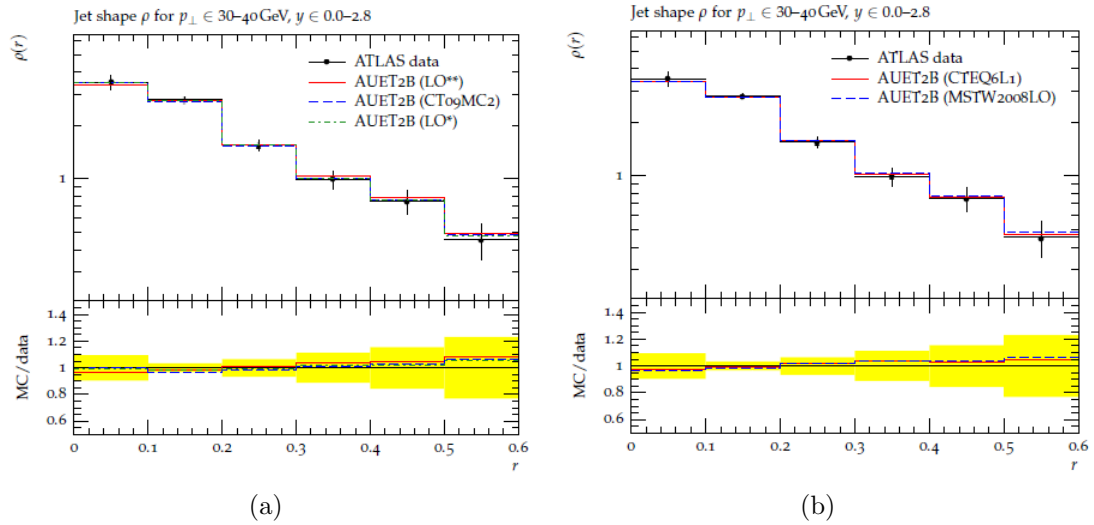 Jet shape ρ for p⊥ ∈ 30–40 GeV, y ∈ 0.0–2.8
ρ(r)
ATLAS data
AUET2B (LO**)
AUET2B (CT09MC2)
AUET2B (LO*)
1
MC/data
1.4
1.2
1
0.8
0.6
0 0.1 0.2 0.3 0.4 0.5 0.6
r
(a)
Jet shape ρ for p⊥ ∈ 30–40 GeV, y ∈ 0.0–2.8
ρ(r)
ATLAS data
AUET2B (CTEQ6L1)
AUET2B (MSTW2008LO)
1
MC/data
1.4
1.2
1
0.8
0.6
0 0.1 0.2 0.3 0.4 0.5 0.6
r
(b)